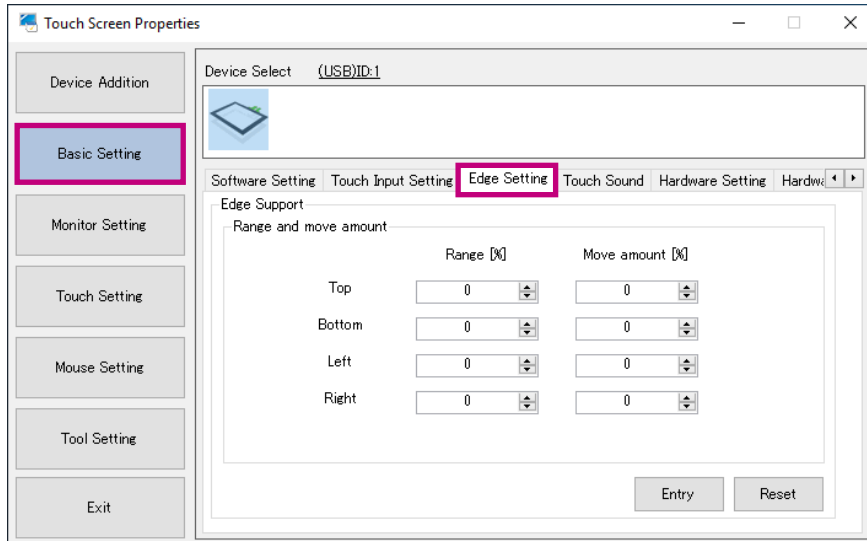 Touch Screen Properties
Device Addition
Basic Setting
Monitor Setting
Touch Setting
Mouse Setting
Tool Setting
Exit
Device Select (USB)ID:1
Software Setting Touch Input Setting Edge Setting Touch Sound Hardware Setting
Edge Support
Range and move amount
Range [%] Move amount [%]
Top 0 0
Bottom 0 0
Left 0 0
Right 0 0
Entry Reset